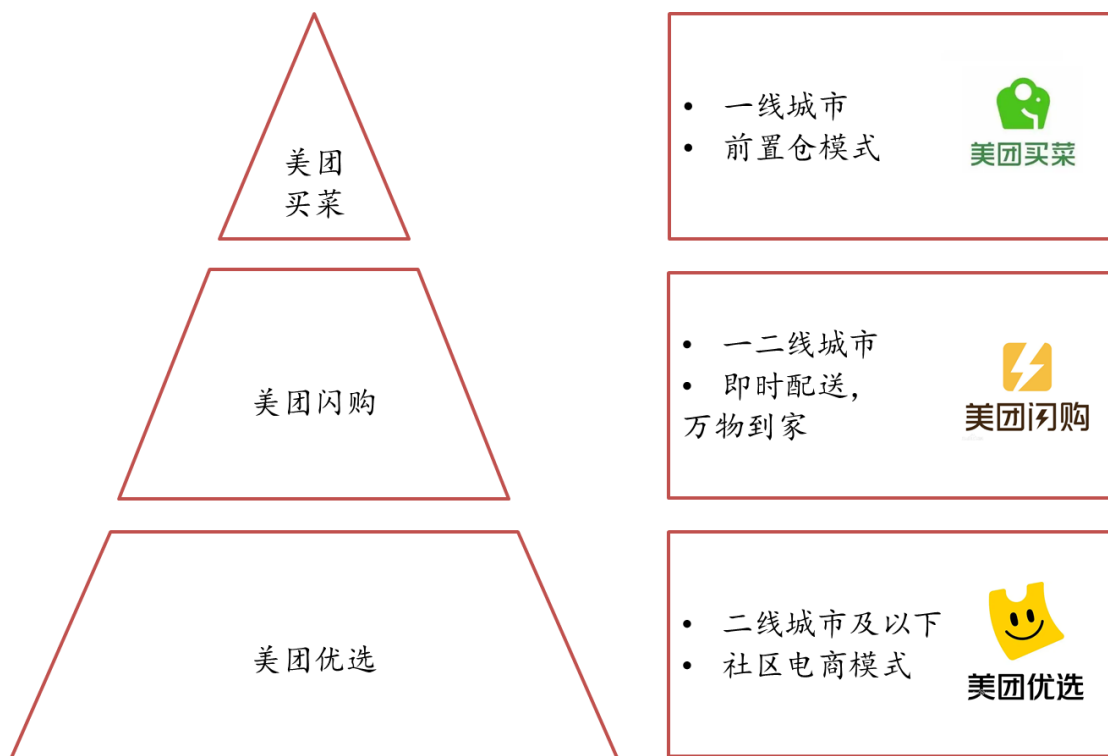 美团
买菜
• 一线城市
• 前置仓模式
美团买菜
美团闪购
• 一二线城市
• 即时配送，
万物到家
美团闪购
美团优选
• 二线城市及以下
• 社区电商模式
美团优选